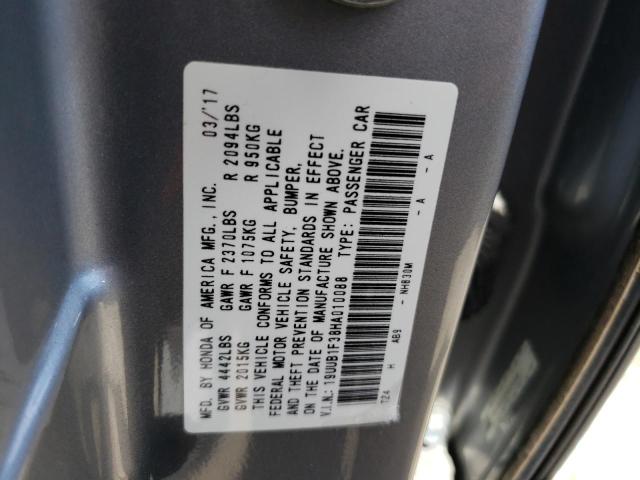 MFD. BY HONDA OF AMERICA MFG., INC. 03/'17
GVWR 4442LBS GAWR F 2370LBS R 2094LBS
GVWR 2015KG GAWR F 1075KG R 950KG
THIS VEHICLE CONFORMS TO ALL APPLICABLE
FEDERAL MOTOR VEHICLE SAFETY, BUMPER,
AND THEFT PREVENTION STANDARDS IN EFFECT
ON THE DATE OF MANUFACTURE SHOWN ABOVE.
V.I.N.: 19UUB1F38HA010088 TYPE: PASSENGER CAR
TZ4 H AB9 - NH830M - A - A